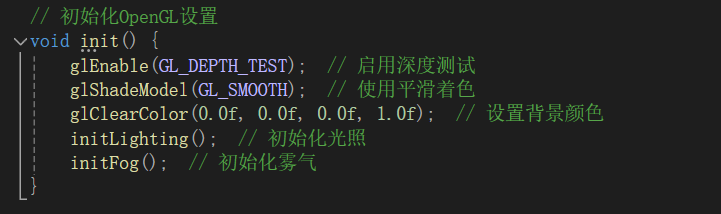 // 初始化OpenGL设置
void init() {
glEnable(GL_DEPTH_TEST);  // 启用深度测试
glShadeModel(GL_SMOOTH);  // 使用平滑着色
glClearColor(0.0f, 0.0f, 0.0f, 1.0f);  // 设置背景颜色
initLighting();  // 初始化光照
initFog();  // 初始化雾气
}